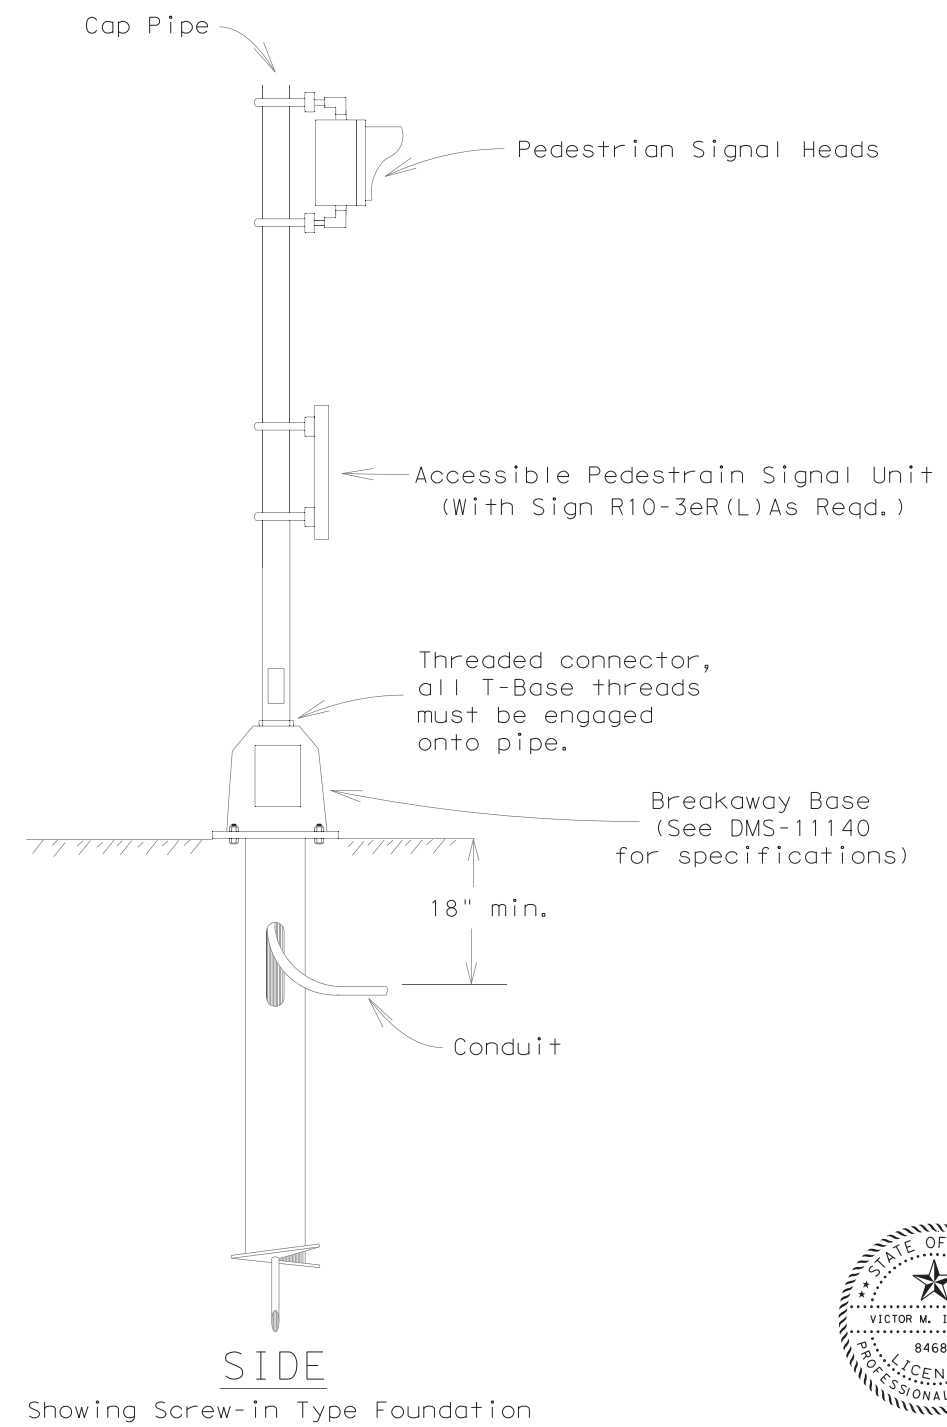 Cap Pipe
Pedestrian Signal Heads
Accessible Pedestrain Signal Unit
(With Sign R10-3eR(L)As Reqd.)
Threaded connector,
all T-Base threads
must be engaged
onto pipe.
Breakaway Base
(See DMS-11140
for specifications)
18" min.
Conduit
STATE OF
VICTOR M.
8468
SIDE
Showing Screw-in Type Foundation
PROFESSIONAL